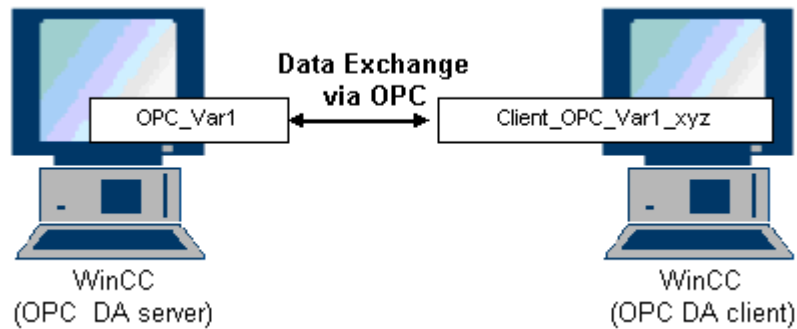 Data Exchange
via OPC
OPC_Var1
Client_OPC_Var1_xyz
WinCC
(OPC DA server)
WinCC
(OPC DA client)